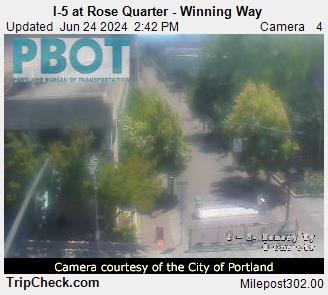 I-5 at Rose Quarter - Winning Way
Updated Jun 24 2024 2:42 PM Camera 4
PBOT
PORTLAND BUREAU OF TRANSPORTATION
Camera courtesy of the City of Portland
TripCheck.com Milepost302.00